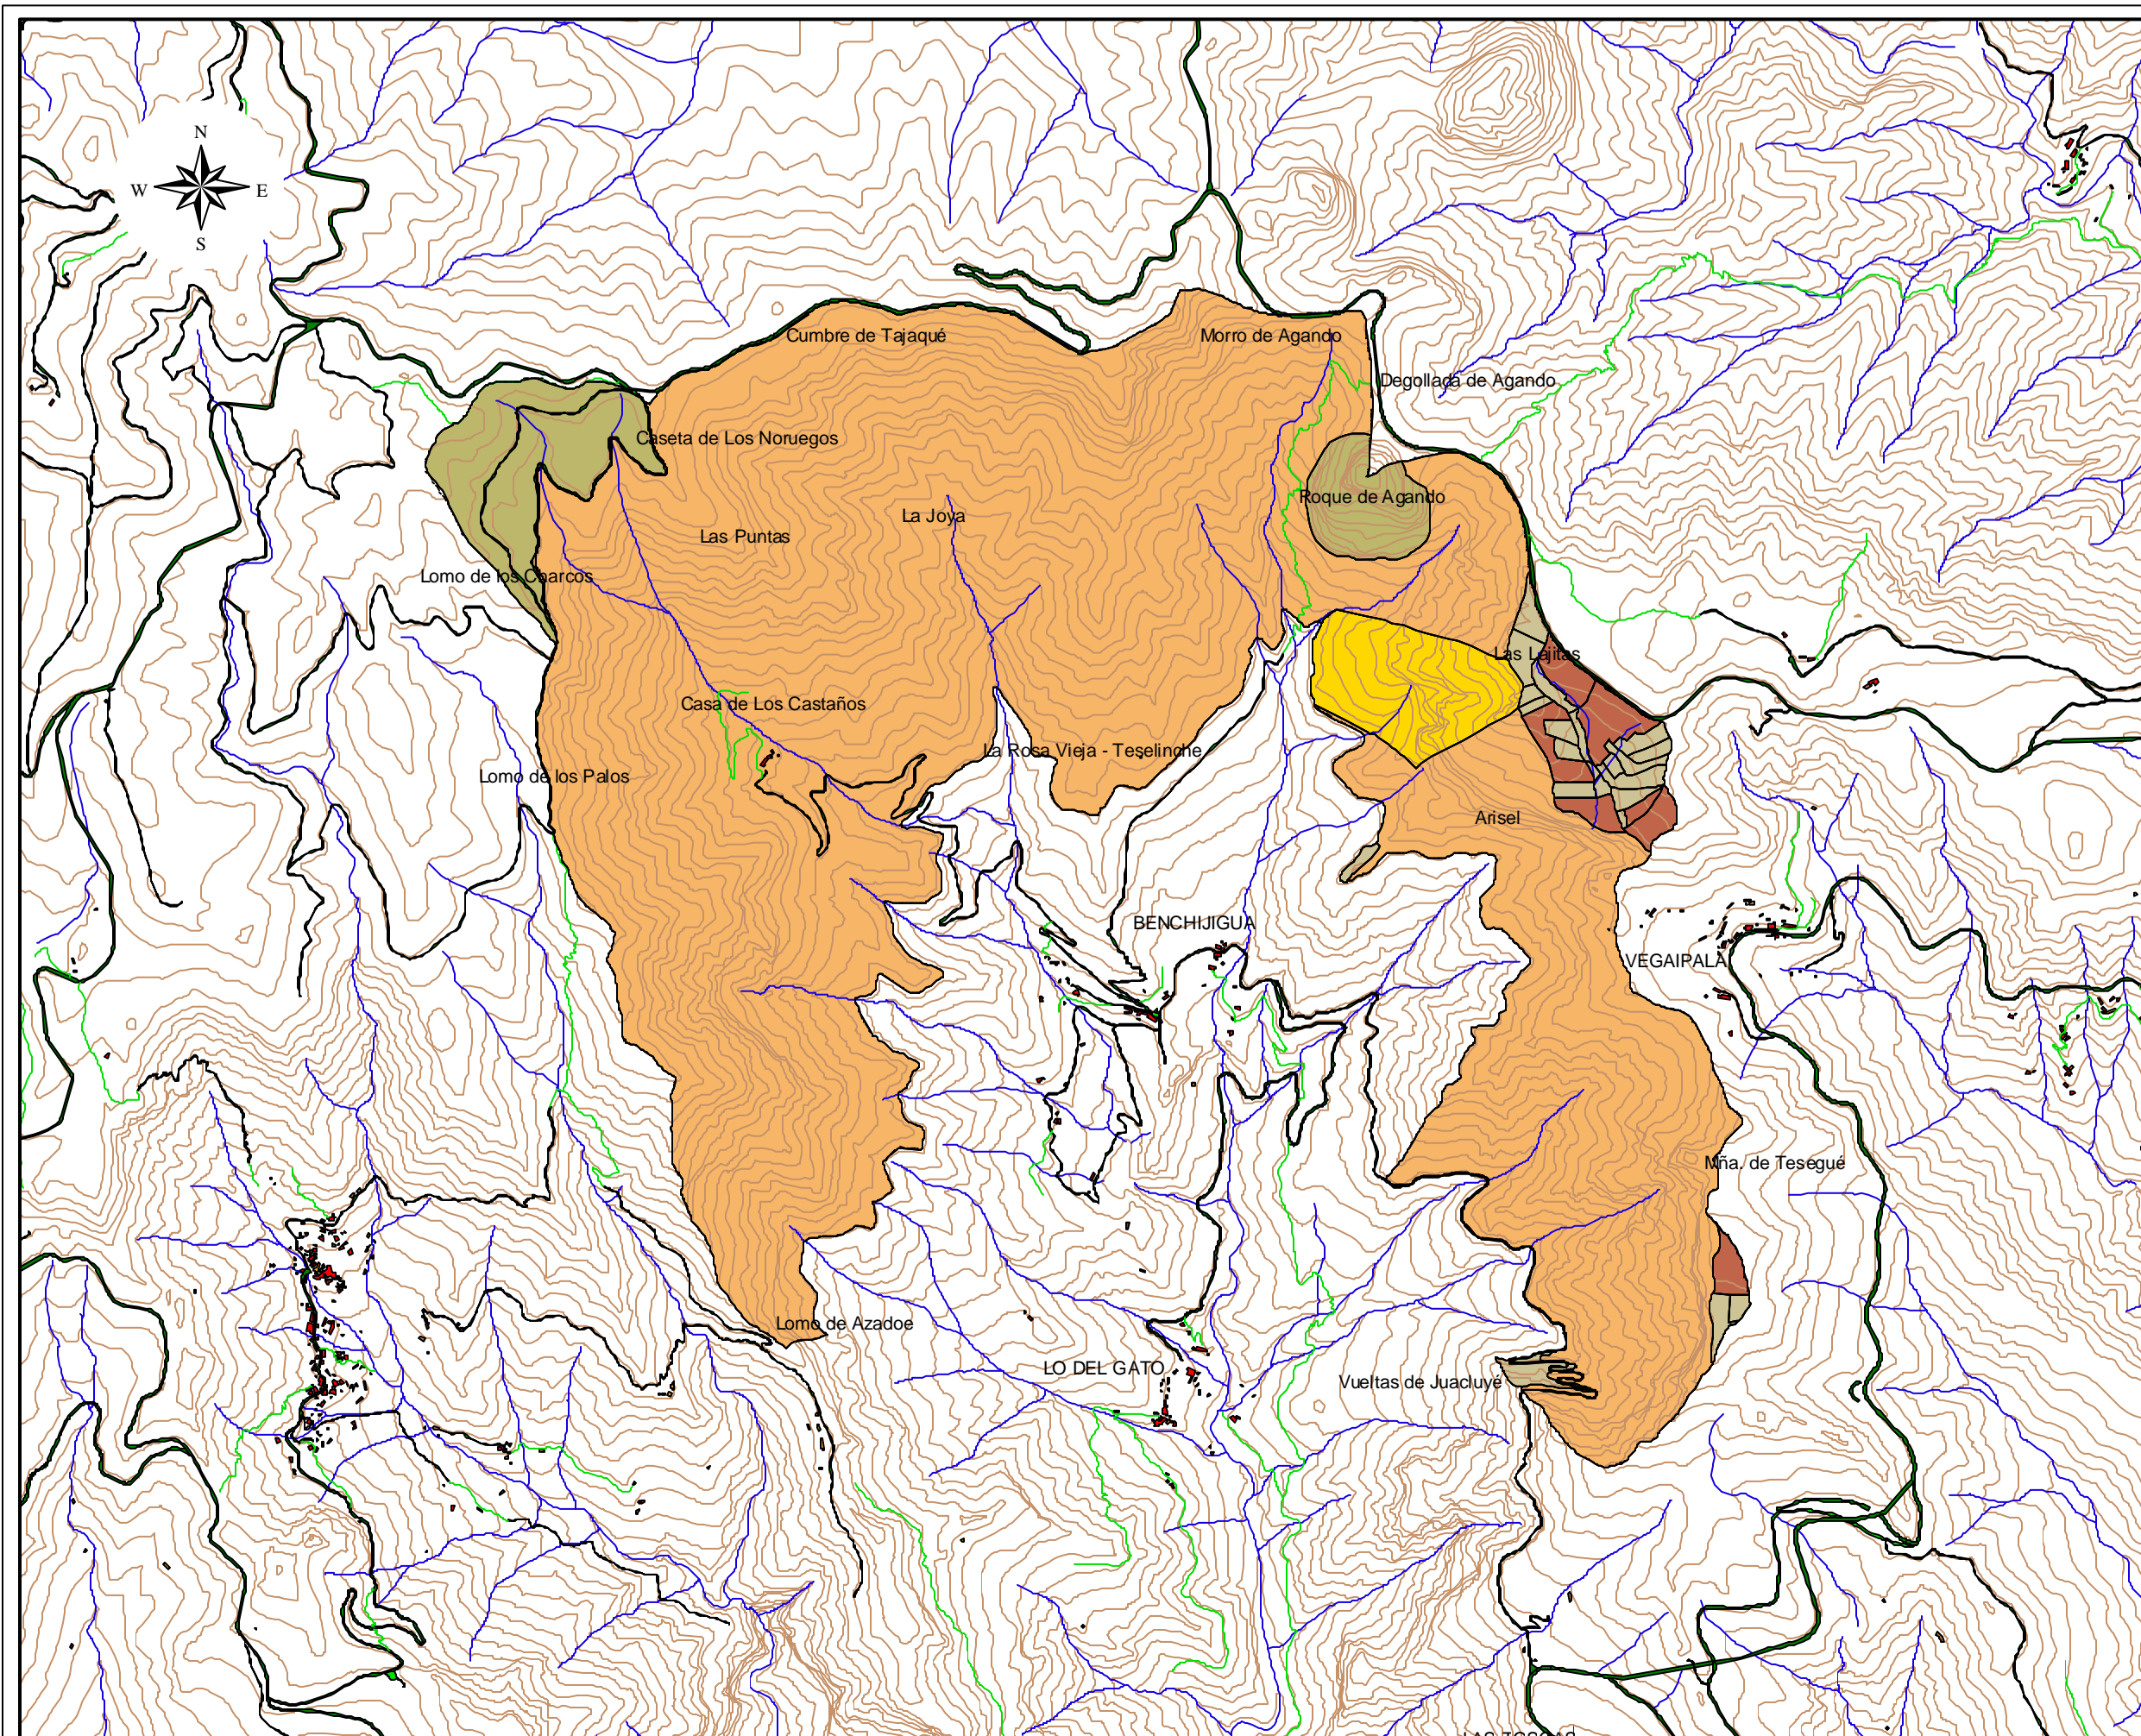 N
W E
S
Cumbre de Tajaqué
Morro de Agando
Degollada de Agando
Caseta de Los Noruegos
Roque de Agando
La Joya
Las Puntas
Lomo de los Charcos
Las Lajitas
Casa de Los Castaños
La Rosa Vieja - Teselinche
Lomo de los Palos
Arisel
BENCHIJIGUA
VEGAIPALA
Mña. de Tesegué
Lomo de Azadoe
LO DEL GATO
Vueltas de Juacluyé